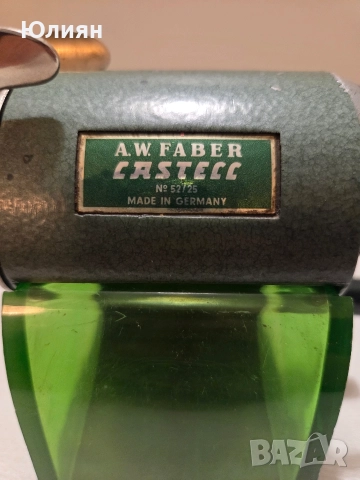 Юлиян
A.W. FABER
CASTELL
Nº 52/25
MADE IN GERMANY
BAZAR